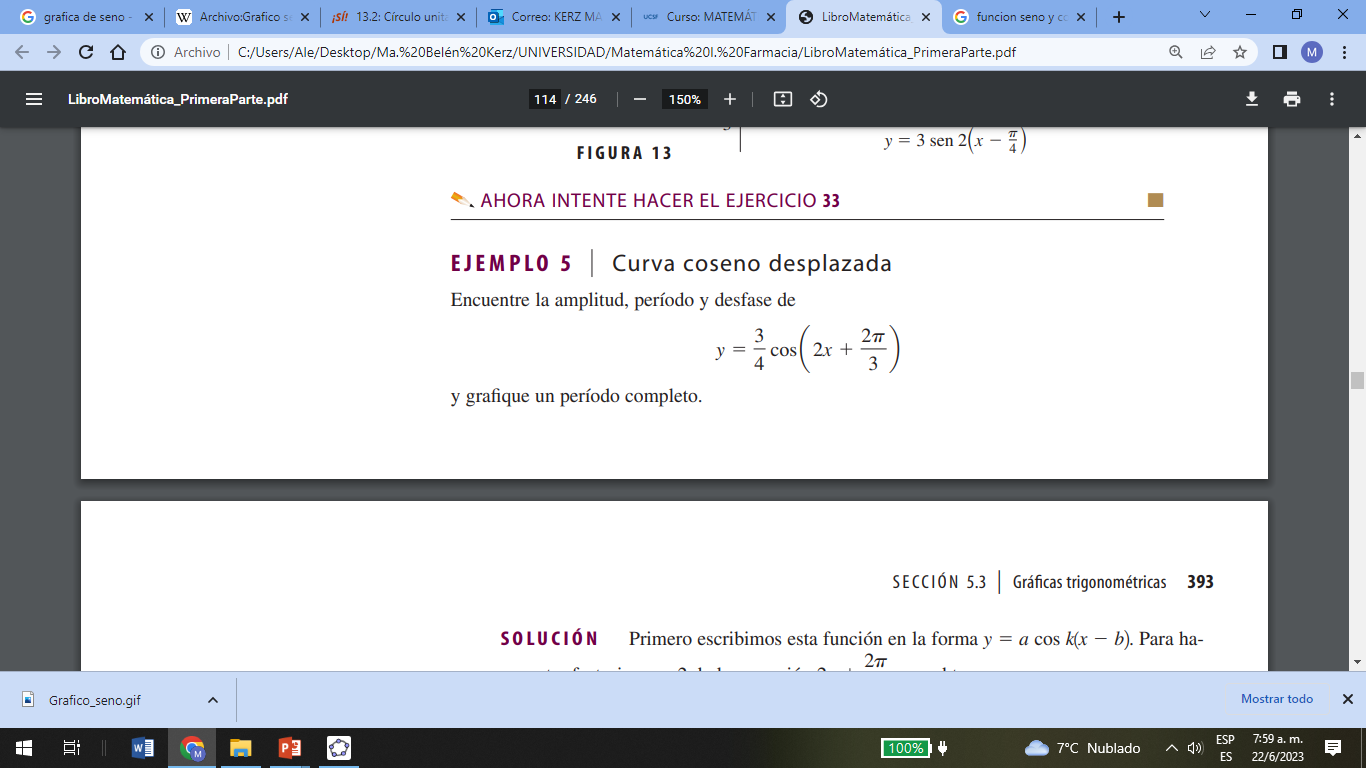 grafica de seno -
Archivo:Grafico s
¡Sí! 13.2: Círculo unita
Correo: KERZ MA
UCSF Curso: MATEMÁT
LibroMatemática_
funcion seno y co
Archivo C:/Users/Ale/Desktop/Ma.%20Belén%20Kerz/UNIVERSIDAD/Matemática%20I.%20Farmacia/LibroMatemática_PrimeraParte.pdf
M
LibroMatemática_PrimeraParte.pdf
114 / 246
150%
FIGURA 13
y = 3 sen 2(x − π/4)
AHORA INTENTE HACER EL EJERCICIO 33
EJEMPLO 5 | Curva coseno desplazada
Encuentre la amplitud, período y desfase de
y = 3/4 cos(2x + 2π/3)
y grafique un período completo.
SECCIÓN 5.3 | Gráficas trigonométricas 393
SOLUCIÓN Primero escribimos esta función en la forma y = a cos k(x − b). Para ha-
2π
Grafico_seno.gif
Mostrar todo
100%
7°C Nublado
ESP
ES
7:59 a. m.
22/6/2023